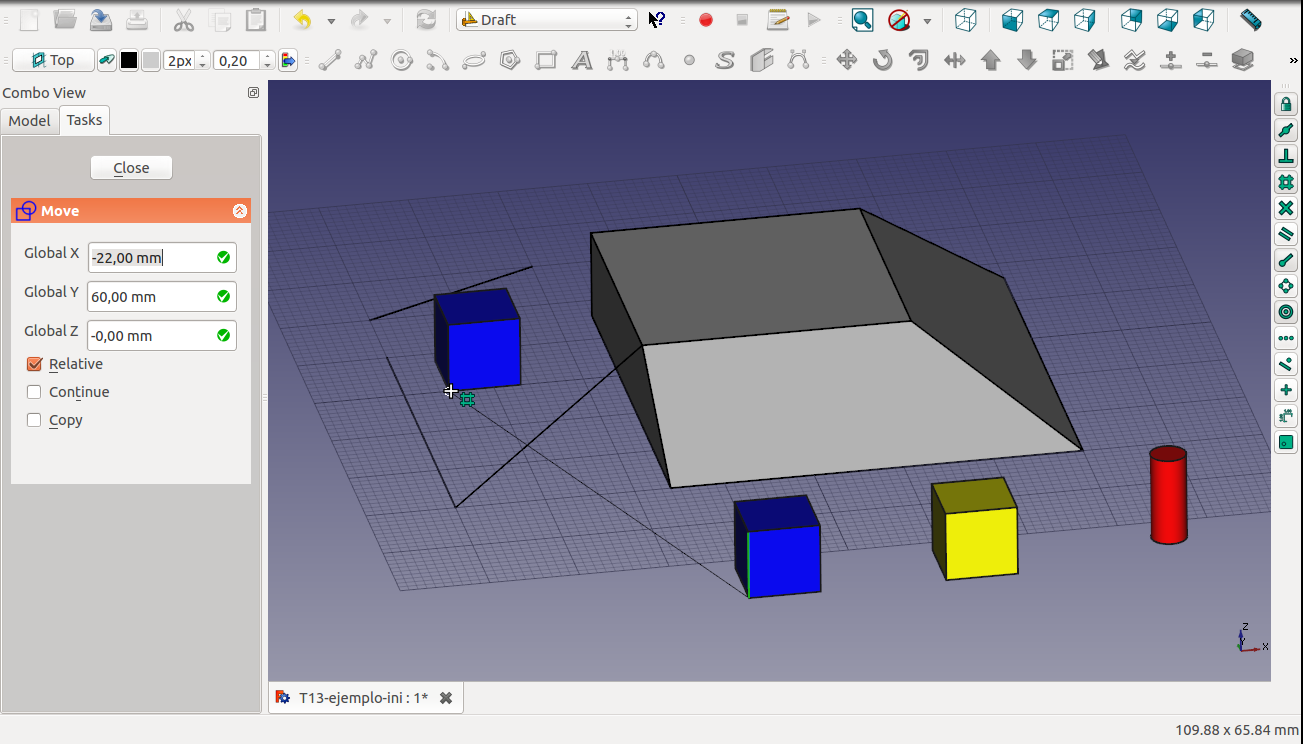 Draft
Top
2px
0,20
Combo View
Model
Tasks
Close
Move
Global X
-22,00 mm
Global Y
60,00 mm
Global Z
-0,00 mm
Relative
Continue
Copy
Z
Y
X
T13-ejemplo-ini : 1*
109.88 x 65.84 mm